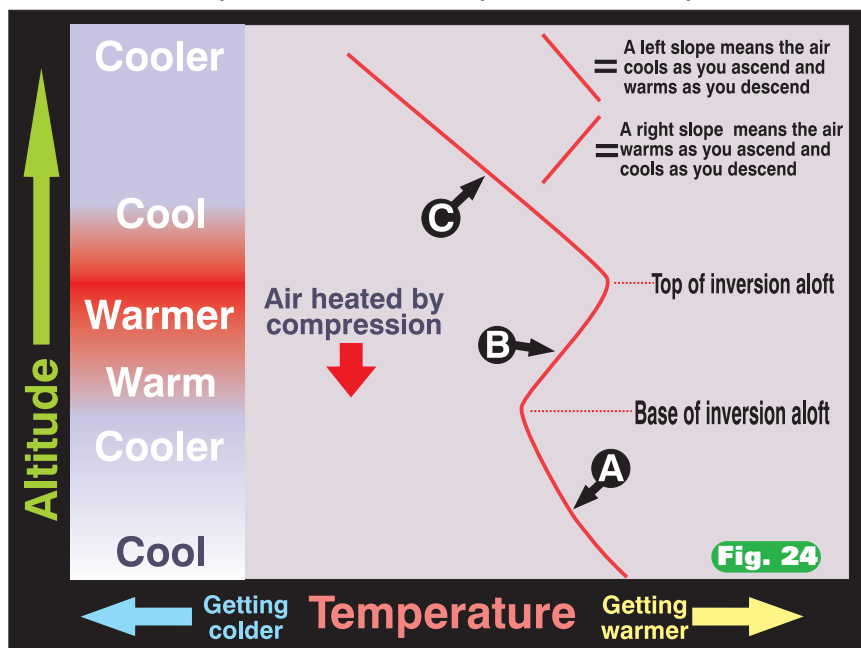 Cooler
Cool
Warmer
Warm
Cooler
Cool
Altitude
Air heated by
compression
=
A left slope means the air
cools as you ascend and
warms as you descend
=
A right slope means the air
warms as you ascend and
cools as you descend
C
Top of inversion aloft
B
Base of inversion aloft
A
Fig. 24
Getting
colder
Temperature
Getting
warmer